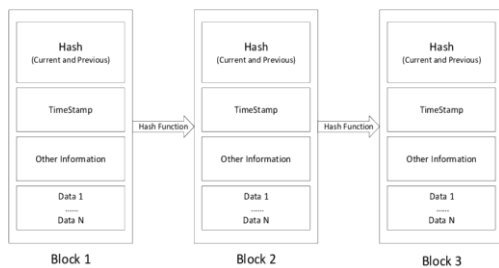 Hash
(Current and Previous)
TimeStamp
Other Information
Data 1
......
Data N
Block 1
Hash Function
Hash
(Current and Previous)
TimeStamp
Other Information
Data 1
......
Data N
Block 2
Hash Function
Hash
(Current and Previous)
TimeStamp
Other Information
Data 1
......
Data N
Block 3